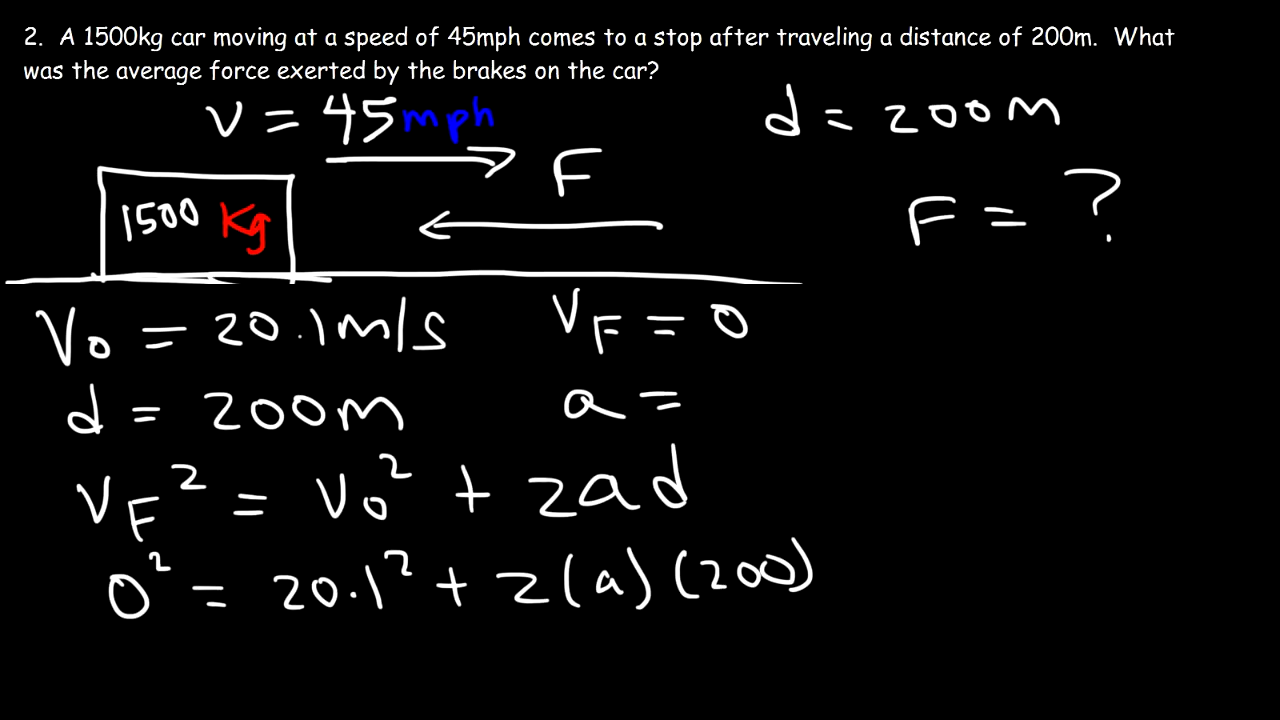 2. A 1500kg car moving at a speed of 45mph comes to a stop after traveling a distance of 200m. What
was the average force exerted by the brakes on the car?
v = 45mph
d = 200m
F
1500 Kg
F = ?
V₀ = 20.1m/s
V_F = 0
d = 200m
a =
V_F² = V₀² + 2ad
0² = 20.1² + 2(a)(200)